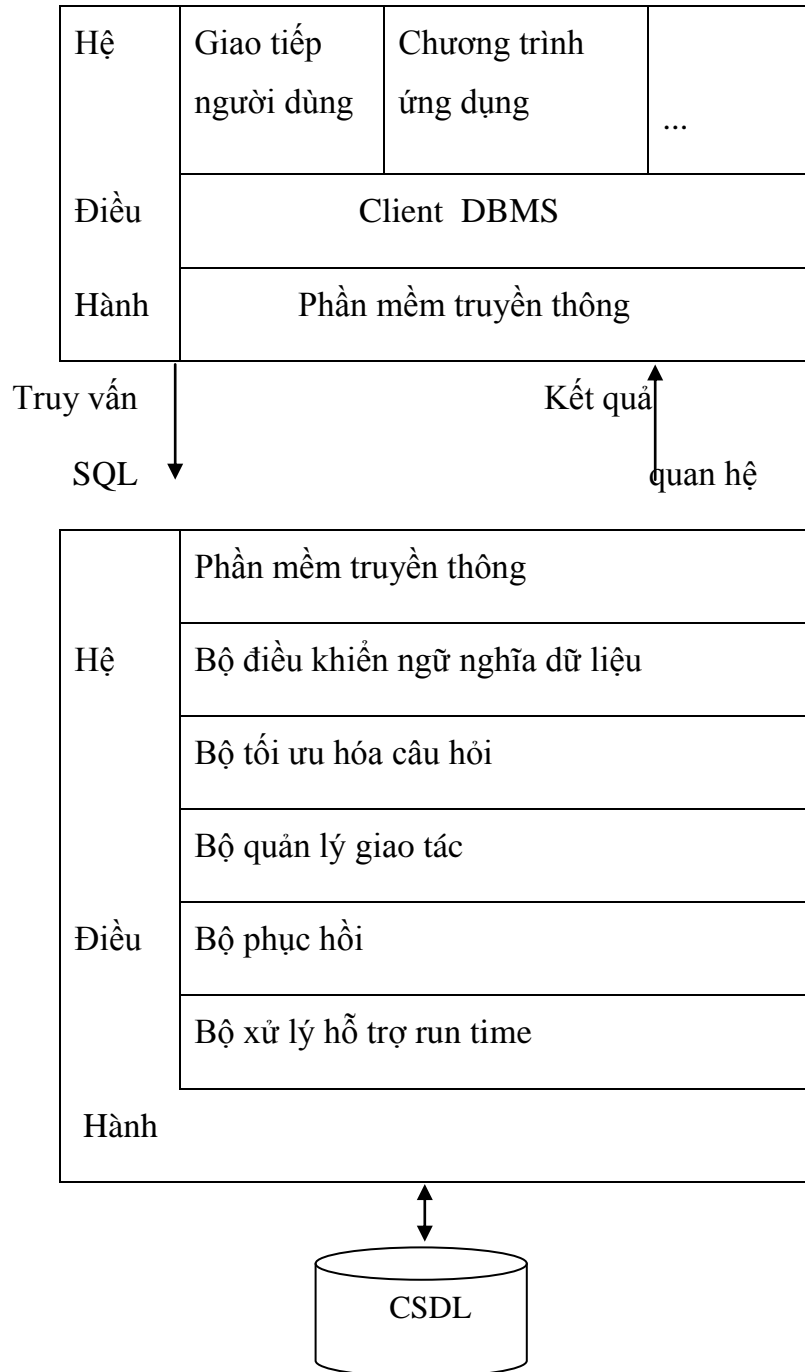 Hệ
Giao tiếp
người dùng
Chương trình
ứng dụng
...
Điều
Client DBMS
Hành
Phần mềm truyền thông
Truy vấn
Kết quả
SQL
quan hệ
Phần mềm truyền thông
Hệ
Bộ điều khiển ngữ nghĩa dữ liệu
Bộ tối ưu hóa câu hỏi
Bộ quản lý giao tác
Điều
Bộ phục hồi
Bộ xử lý hỗ trợ run time
Hành
CSDL